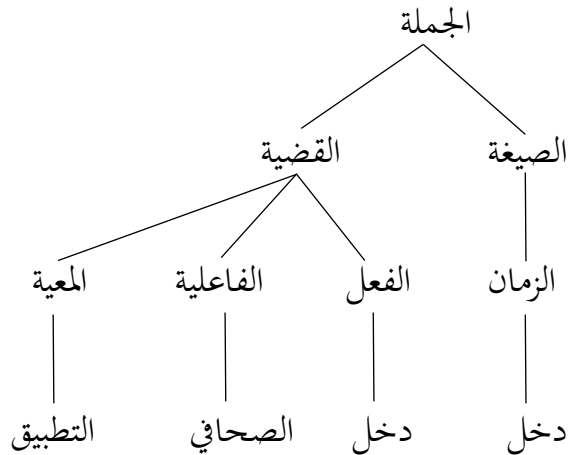 الجملة
الصيغة القضية
الزمان الفعل الفاعلية المعية
دخل دخل الصحافي التطبيق